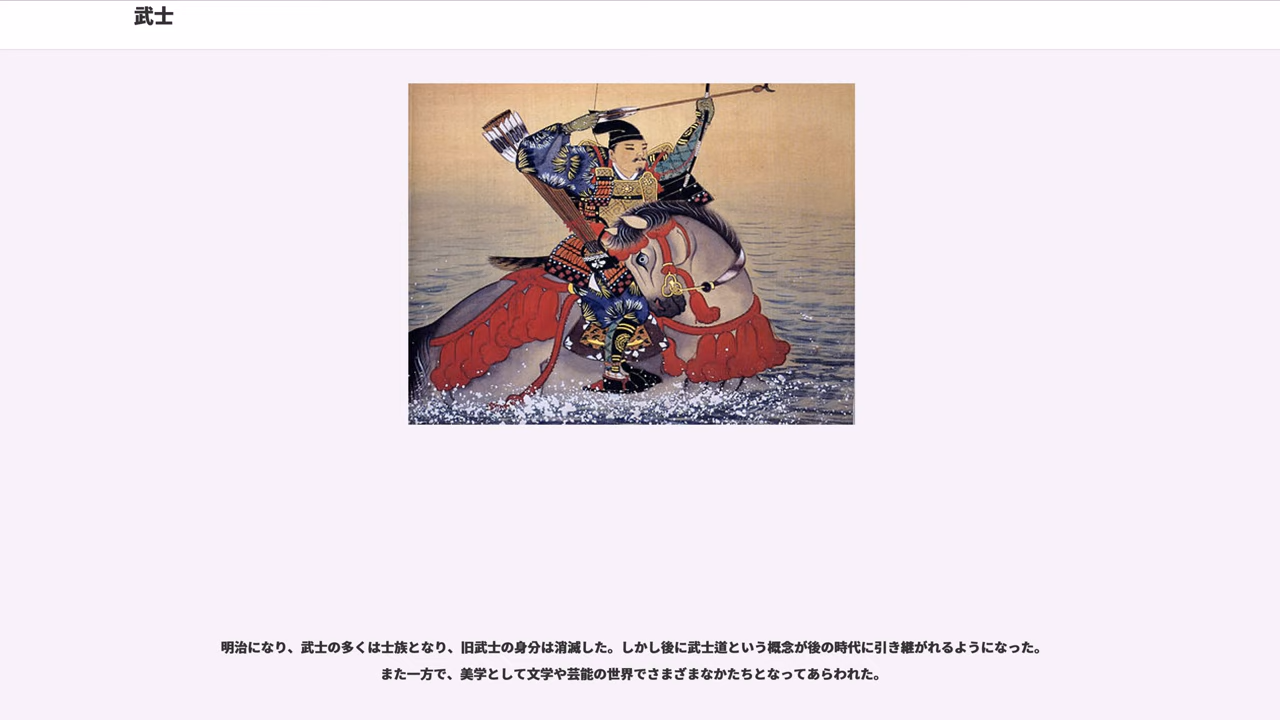 武士
明治になり、武士の多くは士族となり、旧武士の身分は消滅した。しかし後に武士道という概念が後の時代に引き継がれるようになった。
また一方で、美学として文学や芸能の世界でさまざまなかたちとなってあらわれた。